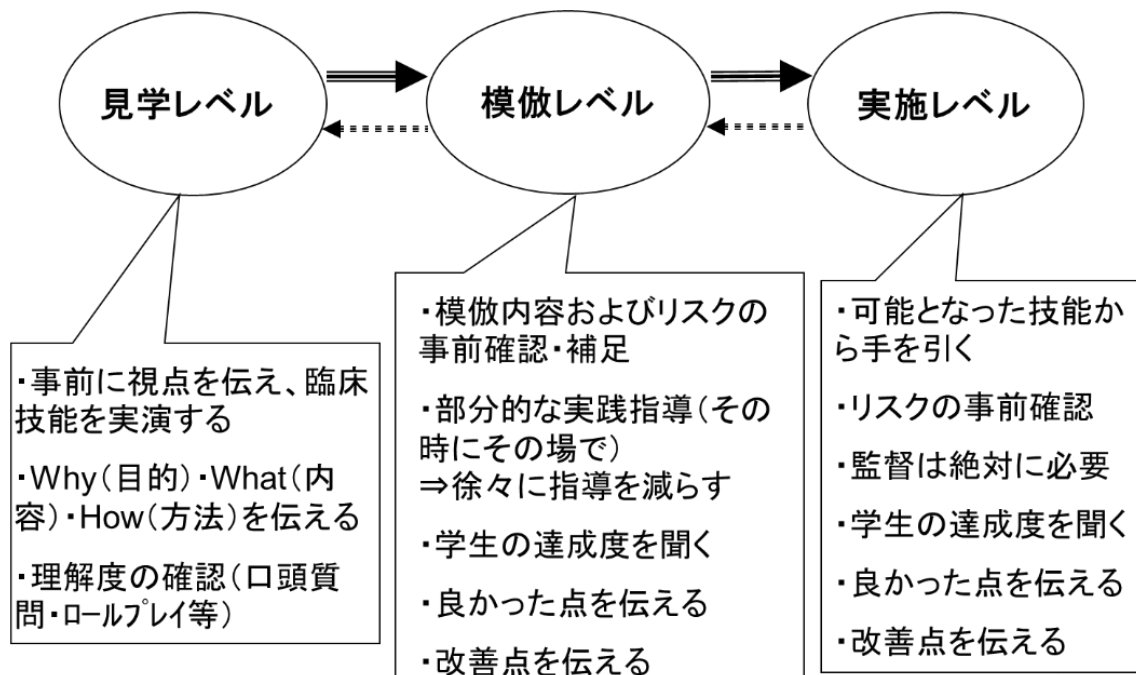 見学レベル
模倣レベル
実施レベル
・事前に視点を伝え、臨床
技能を実演する
・Why(目的)・What(内
容)・How(方法)を伝える
・理解度の確認(口頭質
問・ロールプレイ等)
・模倣内容およびリスクの
事前確認・補足
・部分的な実践指導(その
時にその場で)
⇒徐々に指導を減らす
・学生の達成度を聞く
・良かった点を伝える
・改善点を伝える
・可能となった技能か
ら手を引く
・リスクの事前確認
・監督は絶対に必要
・学生の達成度を聞く
・良かった点を伝える
・改善点を伝える